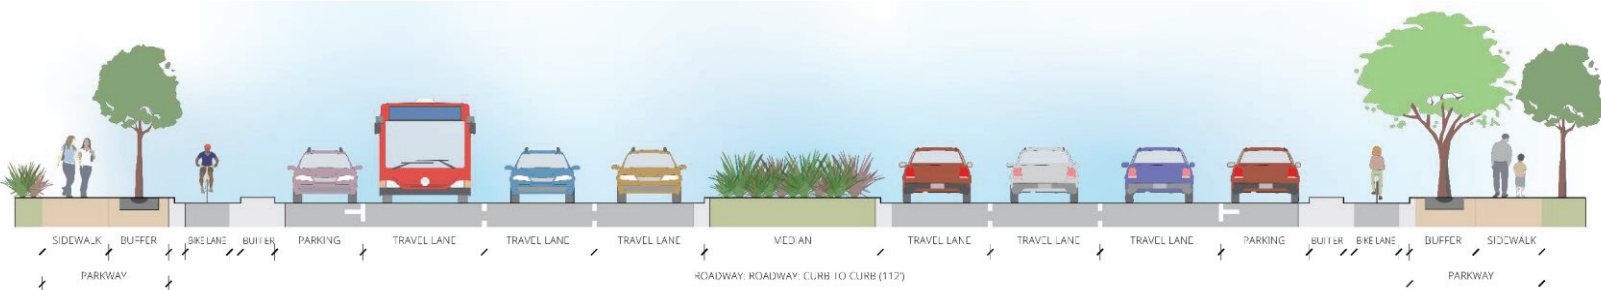 SIDEWALK BUFFER BIKE LANE BUFFER PARKING TRAVEL LANE TRAVEL LANE TRAVEL LANE MEDIAN TRAVEL LANE TRAVEL LANE TRAVEL LANE PARKING BUFFER BIKE LANE BUFFER SIDEWALK
PARKWAY ROADWAY: ROADWAY: CURB TO CURB (112') PARKWAY